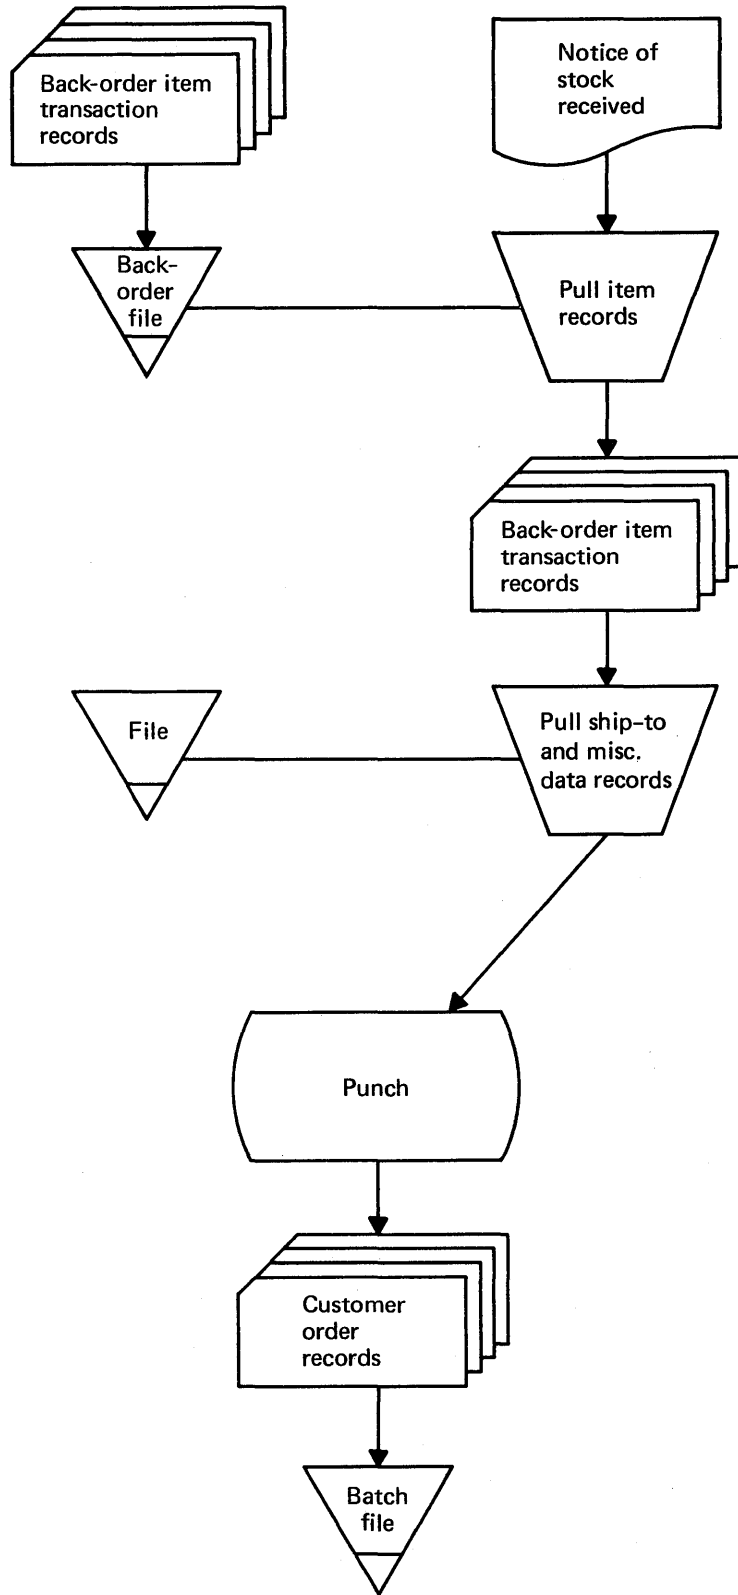 Back-order item
transaction
records
Notice of
stock
received
Back-
order
file
Pull item
records
Back-order item
transaction
records
File
Pull ship-to
and misc.
data records
Punch
Customer
order
records
Batch
file